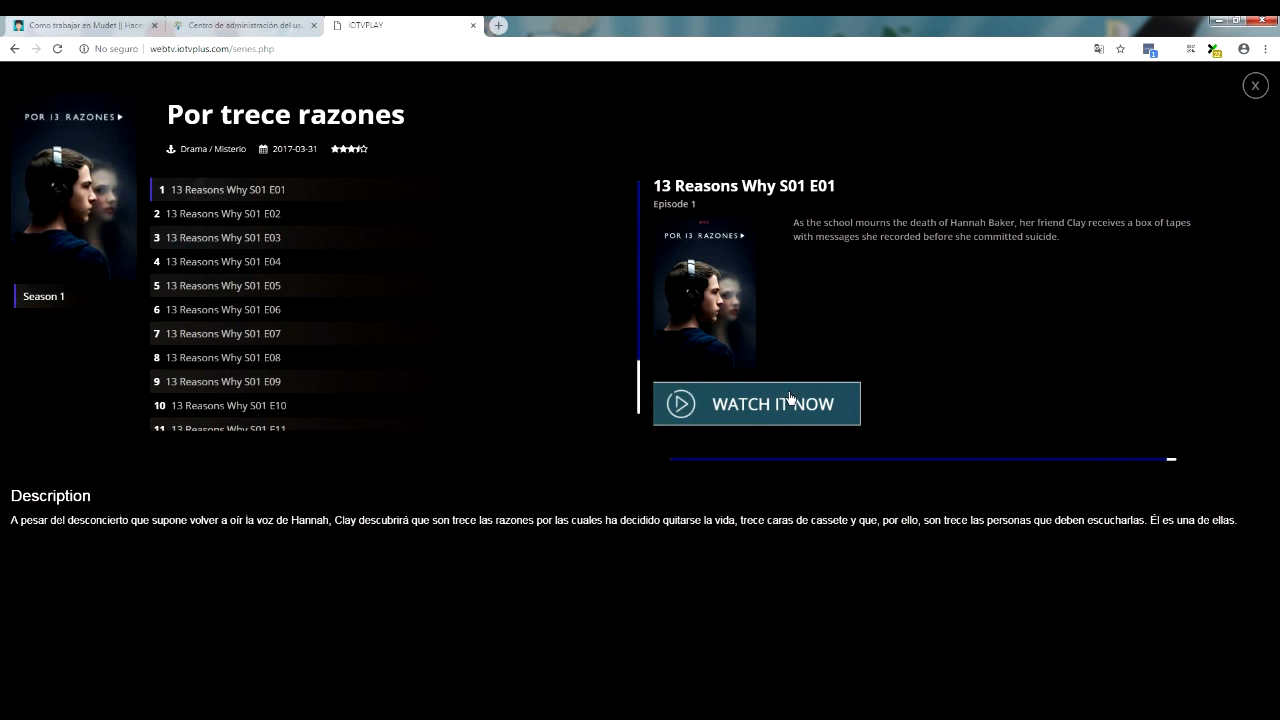 Como trabajar en Mudet || Hace
Centro de administración del us
iOTVPLAY
No seguro
webtv.iotvplus.com/series.php
X
POR 13 RAZONES
Por trece razones
Drama / Misterio 2017-03-31
Season 1
1 13 Reasons Why S01 E01
2 13 Reasons Why S01 E02
3 13 Reasons Why S01 E03
4 13 Reasons Why S01 E04
5 13 Reasons Why S01 E05
6 13 Reasons Why S01 E06
7 13 Reasons Why S01 E07
8 13 Reasons Why S01 E08
9 13 Reasons Why S01 E09
10 13 Reasons Why S01 E10
11 13 Reasons Why S01 E11
13 Reasons Why S01 E01
Episode 1
POR 13 RAZONES
As the school mourns the death of Hannah Baker, her friend Clay receives a box of tapes
with messages she recorded before she committed suicide.
WATCH IT NOW
Description
A pesar del desconcierto que supone volver a oír la voz de Hannah, Clay descubrirá que son trece las razones por las cuales ha decidido quitarse la vida, trece caras de cassete y que, por ello, son trece las personas que deben escucharlas. Él es una de ellas.